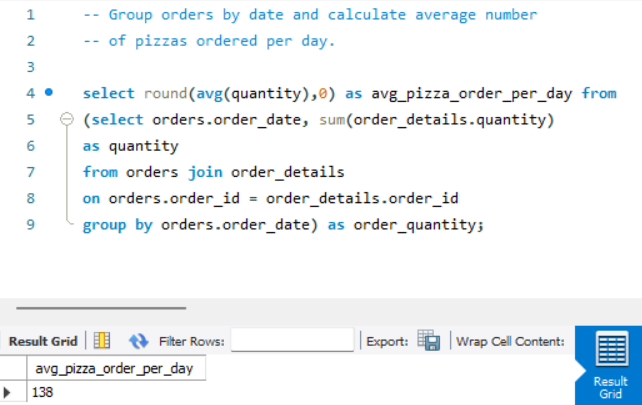 1 -- Group orders by date and calculate average number
2 -- of pizzas ordered per day.
3
4 select round(avg(quantity),0) as avg_pizza_order_per_day from
5 (select orders.order_date, sum(order_details.quantity)
6 as quantity
7 from orders join order_details
8 on orders.order_id = order_details.order_id
9 group by orders.order_date) as order_quantity;
Result Grid Filter Rows: Export: Wrap Cell Content:
avg_pizza_order_per_day
138
Result
Grid